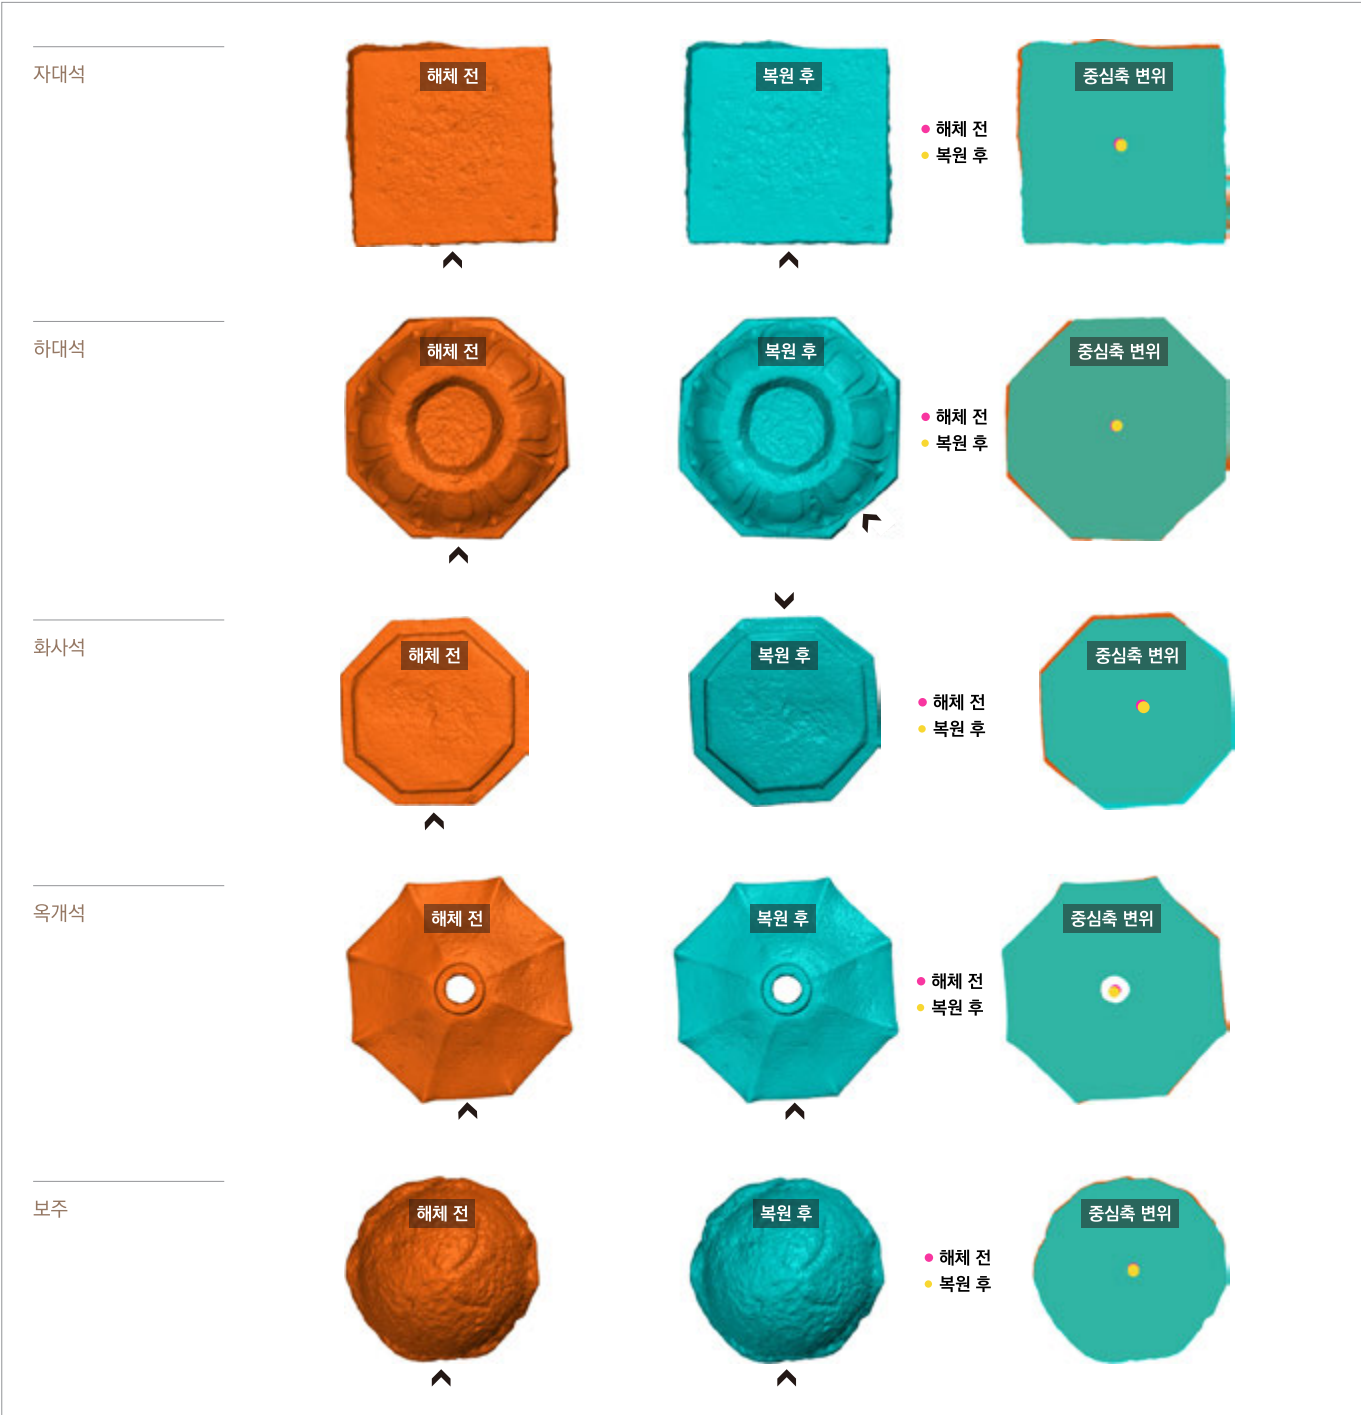 자대석
해체 전
복원 후
중심축 변위
해체 전
복원 후
하대석
해체 전
복원 후
중심축 변위
해체 전
복원 후
화사석
해체 전
복원 후
중심축 변위
해체 전
복원 후
옥개석
해체 전
복원 후
중심축 변위
해체 전
복원 후
보주
해체 전
복원 후
중심축 변위
해체 전
복원 후